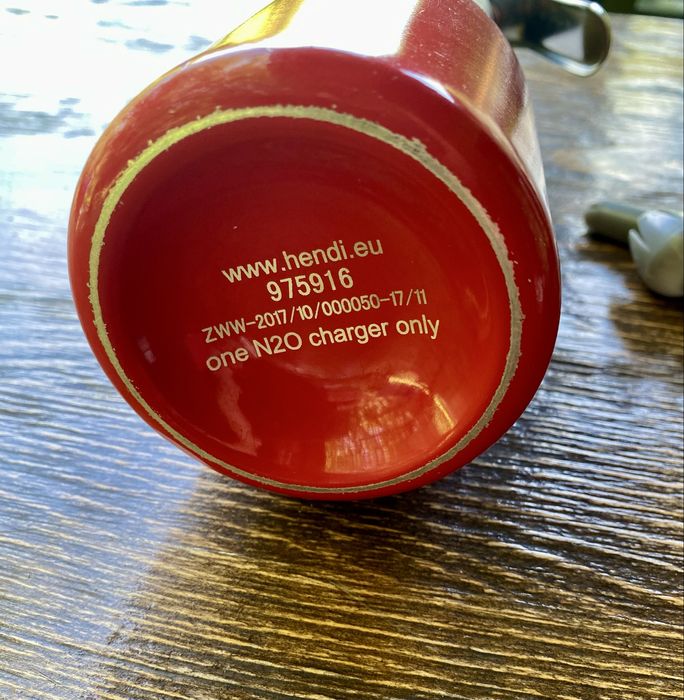 www.hendi.eu
975916
ZWW-2017/10/000050-17/11
one N2O charger only